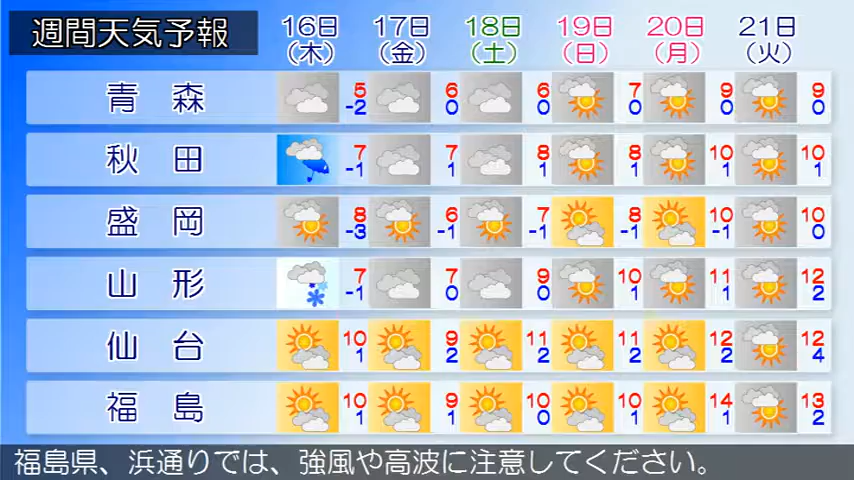 週間天気予報 16日 17日 18日 19日 20日 21日
(木) (金) (土) (日) (月) (火)
青森 5 -2 6 0 6 0 7 0 9 0 9 0
秋田 7 -1 7 1 8 1 8 1 10 1 10 1
盛岡 8 -3 6 -1 7 -1 8 -1 10 -1 10 0
山形 7 -1 7 0 9 0 10 1 11 1 12 2
仙台 10 1 9 2 11 2 11 2 12 2 12 4
福島 10 1 9 1 10 0 10 1 14 1 13 2
福島県、浜通りでは、強風や高波に注意してください。